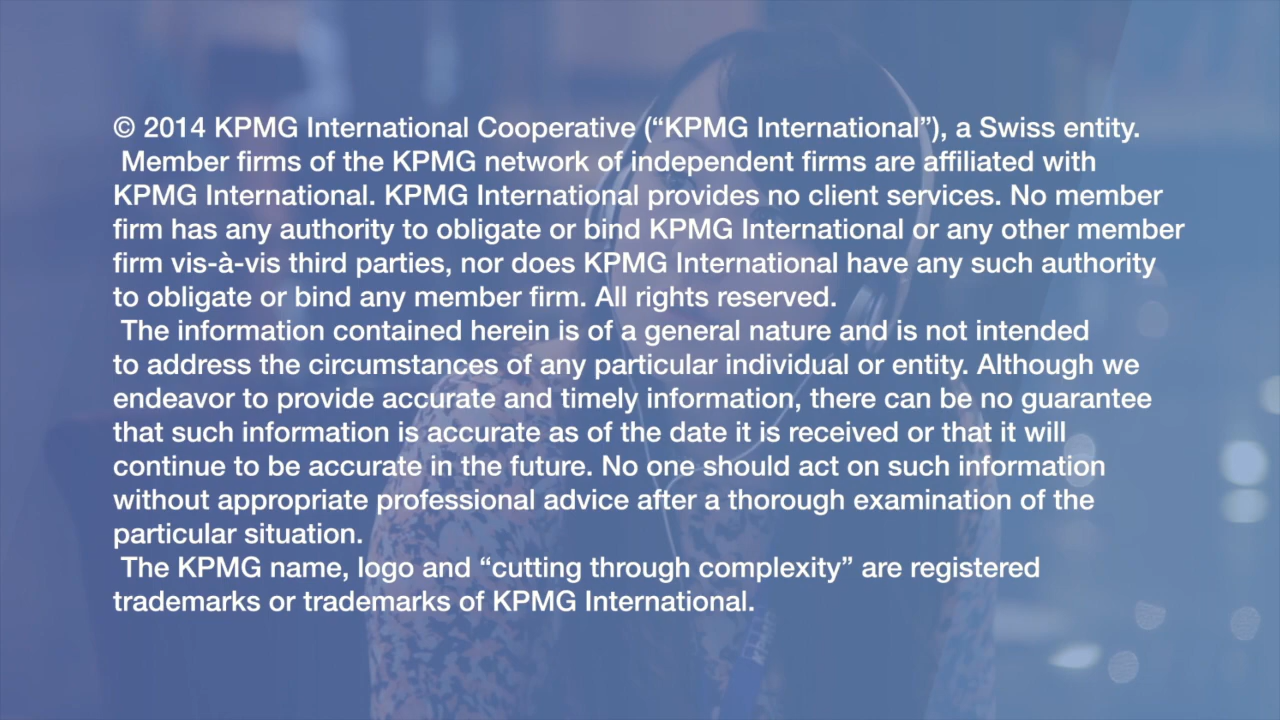 © 2014 KPMG International Cooperative (“KPMG International”), a Swiss entity.
Member firms of the KPMG network of independent firms are affiliated with
KPMG International. KPMG International provides no client services. No member
firm has any authority to obligate or bind KPMG International or any other member
firm vis-à-vis third parties, nor does KPMG International have any such authority
to obligate or bind any member firm. All rights reserved.
The information contained herein is of a general nature and is not intended
to address the circumstances of any particular individual or entity. Although we
endeavor to provide accurate and timely information, there can be no guarantee
that such information is accurate as of the date it is received or that it will
continue to be accurate in the future. No one should act on such information
without appropriate professional advice after a thorough examination of the
particular situation.
The KPMG name, logo and “cutting through complexity” are registered
trademarks or trademarks of KPMG International.